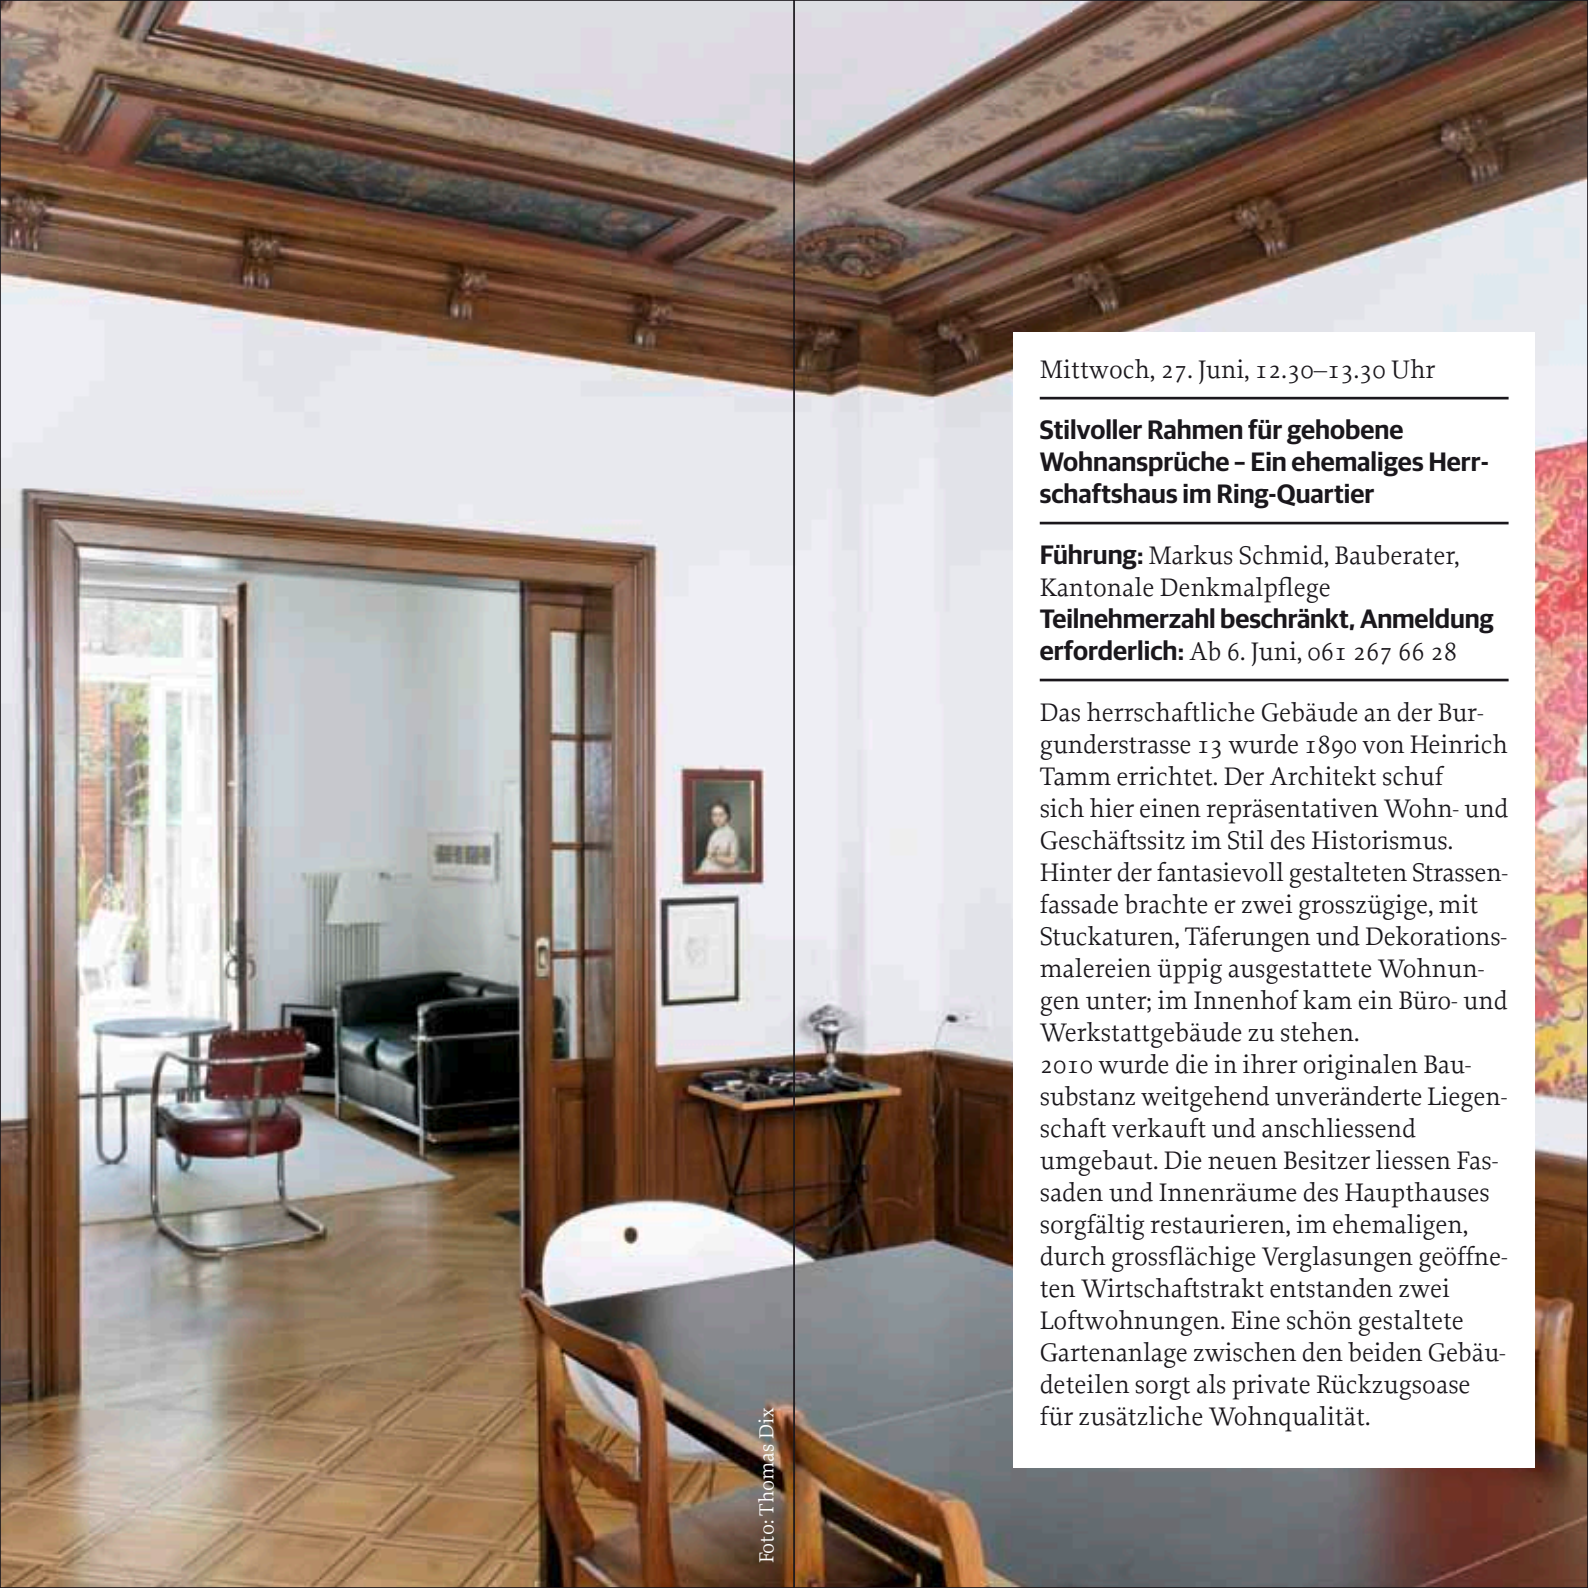 Mittwoch, 27. Juni, 12.30–13.30 Uhr
Stilvoller Rahmen für gehobene
Wohnansprüche – Ein ehemaliges Herr-
schaftshaus im Ring-Quartier
Führung: Markus Schmid, Bauberater,
Kantonale Denkmalpflege
Teilnehmerzahl beschränkt, Anmeldung
erforderlich: Ab 6. Juni, 061 267 66 28
Das herrschaftliche Gebäude an der Bur-
gunderstrasse 13 wurde 1890 von Heinrich
Tamm errichtet. Der Architekt schuf
sich hier einen repräsentativen Wohn- und
Geschäftssitz im Stil des Historismus.
Hinter der fantasievoll gestalteten Strassen-
fassade brachte er zwei grosszügige, mit
Stuckaturen, Täferungen und Dekorations-
malereien üppig ausgestattete Wohnun-
gen unter; im Innenhof kam ein Büro- und
Werkstattgebäude zu stehen.
2010 wurde die in ihrer originalen Bau-
substanz weitgehend unveränderte Liegen-
schaft verkauft und anschliessend
umgebaut. Die neuen Besitzer liessen Fas-
saden und Innenräume des Haupthauses
sorgfältig restaurieren, im ehemaligen,
durch grossflächige Verglasungen geöffne-
ten Wirtschaftstrakt entstanden zwei
Loftwohnungen. Eine schön gestaltete
Gartenanlage zwischen den beiden Gebäu-
deteilen sorgt als private Rückzugsoase
für zusätzliche Wohnqualität.
Foto: Thomas Dix